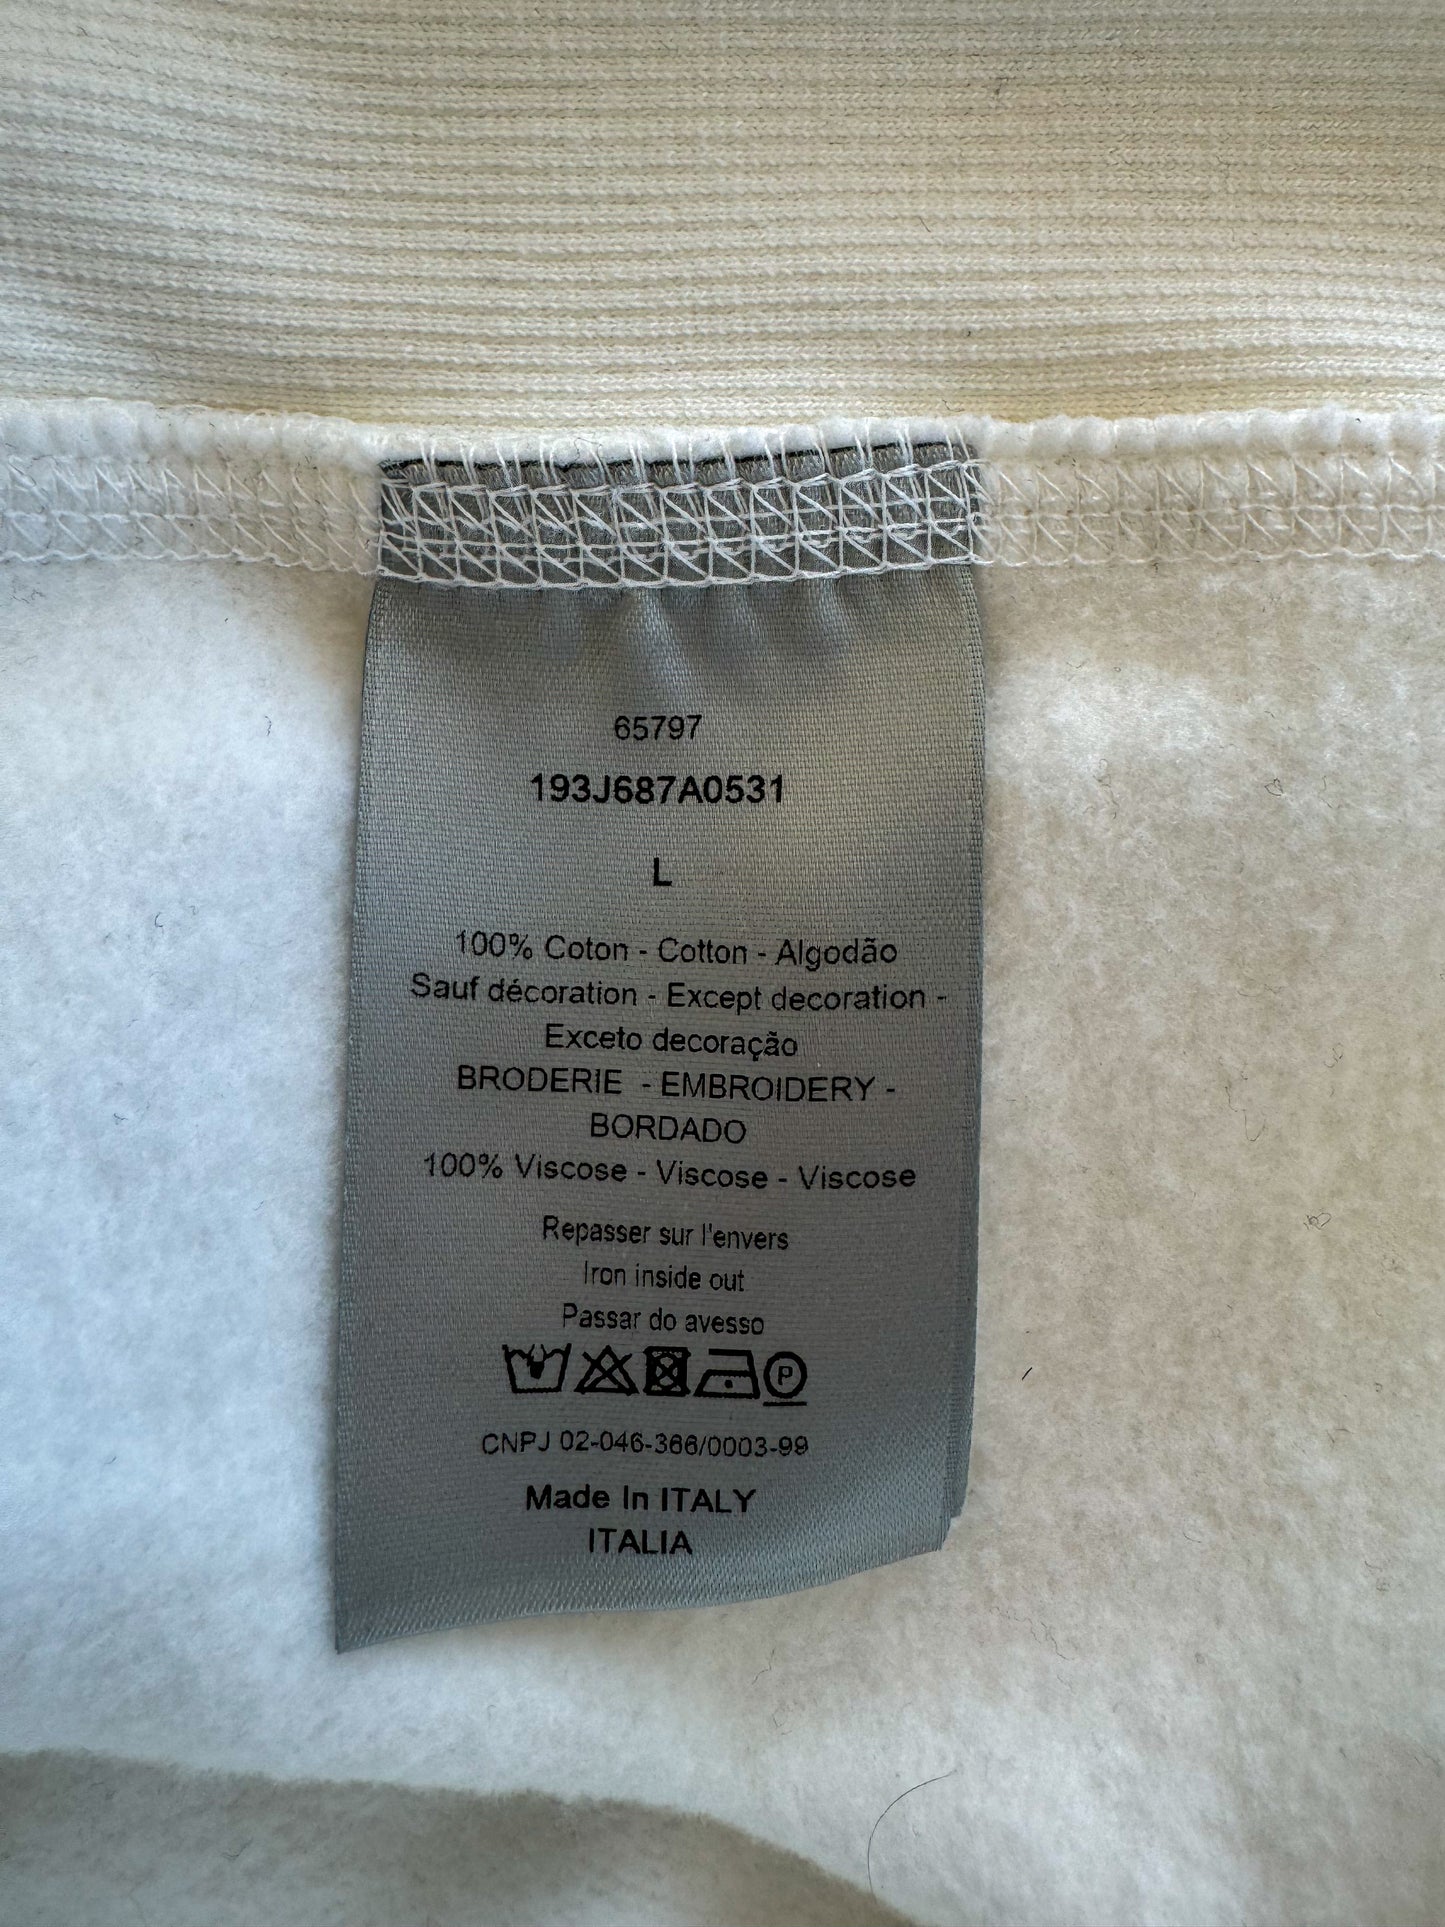 65797
193J687A0531
L
100% Coton - Cotton - Algodão
Sauf décoration - Except decoration -
Exceto decoração
BRODERIE - EMBROIDERY -
BORDADO
100% Viscose - Viscose - Viscose
Repasser sur l'envers
Iron inside out
Passar do avesso
P
CNPJ 02-046-366/0003-99
Made In ITALY
ITALIA